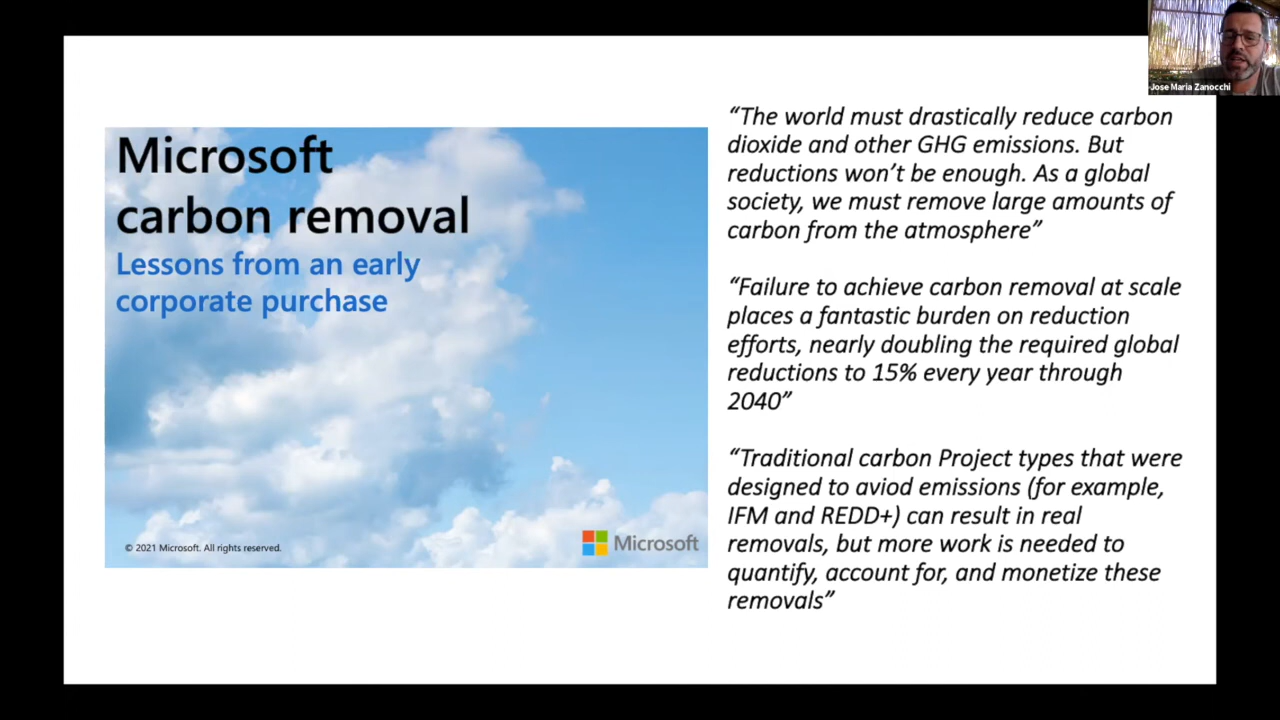 Jose Maria Zanocchi
Microsoft
carbon removal
Lessons from an early
corporate purchase
© 2021 Microsoft. All rights reserved.
Microsoft
“The world must drastically reduce carbon
dioxide and other GHG emissions. But
reductions won’t be enough. As a global
society, we must remove large amounts of
carbon from the atmosphere”
“Failure to achieve carbon removal at scale
places a fantastic burden on reduction
efforts, nearly doubling the required global
reductions to 15% every year through
2040”
“Traditional carbon Project types that were
designed to aviod emissions (for example,
IFM and REDD+) can result in real
removals, but more work is needed to
quantify, account for, and monetize these
removals”